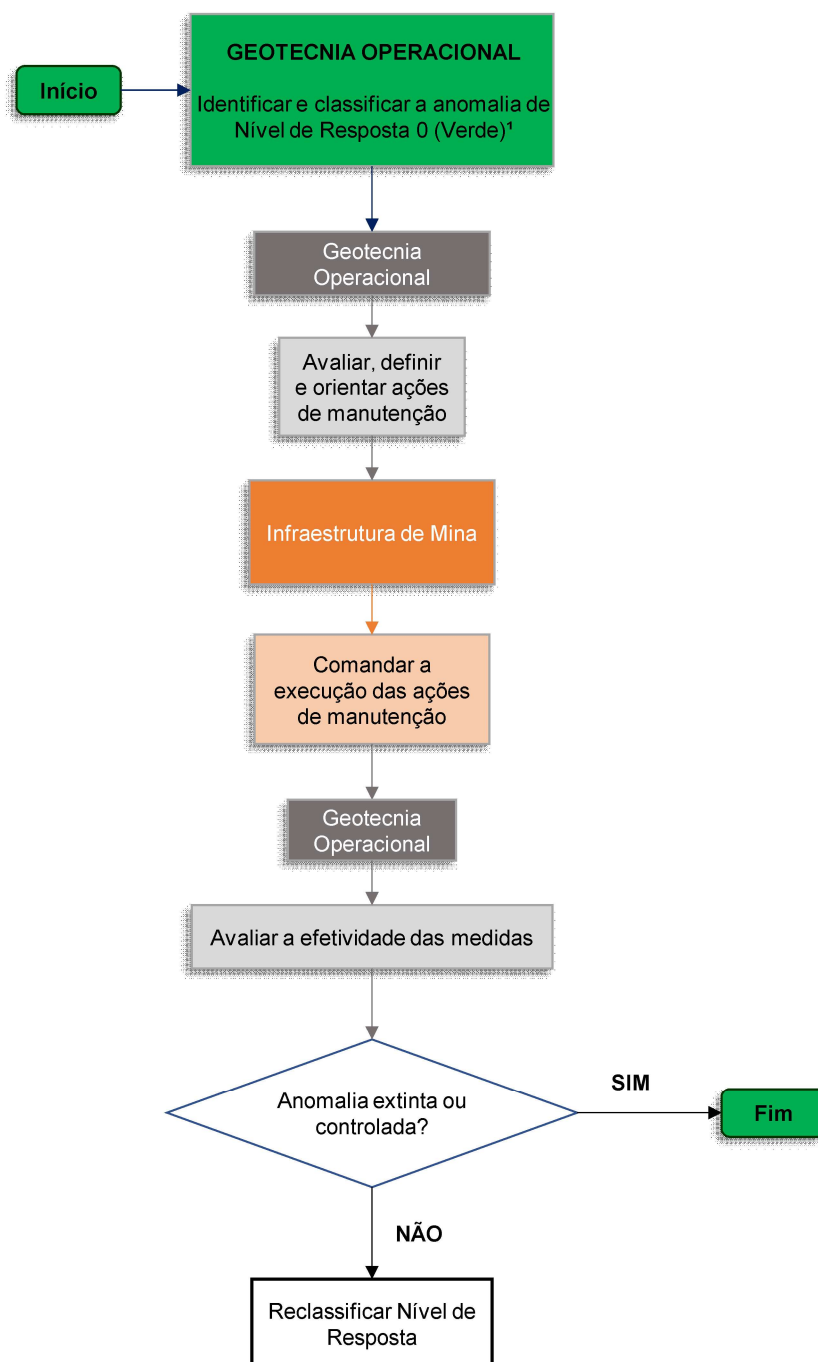 GEOTECNIA OPERACIONAL
Início
Identificar e classificar a anomalia de
Nível de Resposta 0 (Verde)¹
Geotecnia
Operacional
Avaliar, definir
e orientar ações
de manutenção
Infraestrutura de Mina
Comandar a
execução das ações
de manutenção
Geotecnia
Operacional
Avaliar a efetividade das medidas
Anomalia extinta ou
controlada?
SIM
Fim
NÃO
Reclassificar Nível de
Resposta